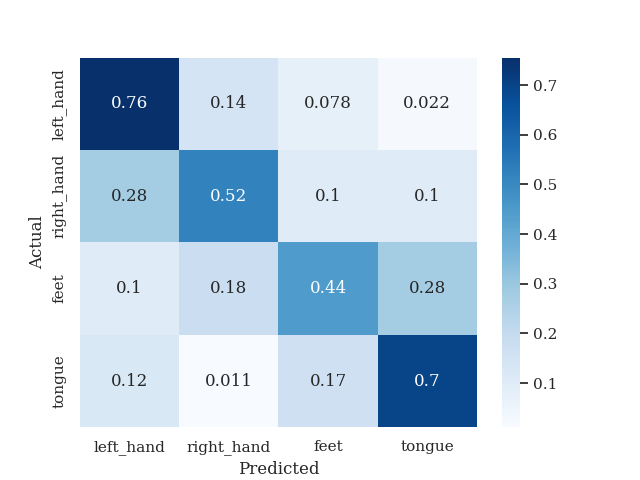 left_hand 0.76 0.14 0.078 0.022
right_hand 0.28 0.52 0.1 0.1
feet 0.1 0.18 0.44 0.28
tongue 0.12 0.011 0.17 0.7
Actual
left_hand right_hand feet tongue
Predicted
0.7
0.6
0.5
0.4
0.3
0.2
0.1